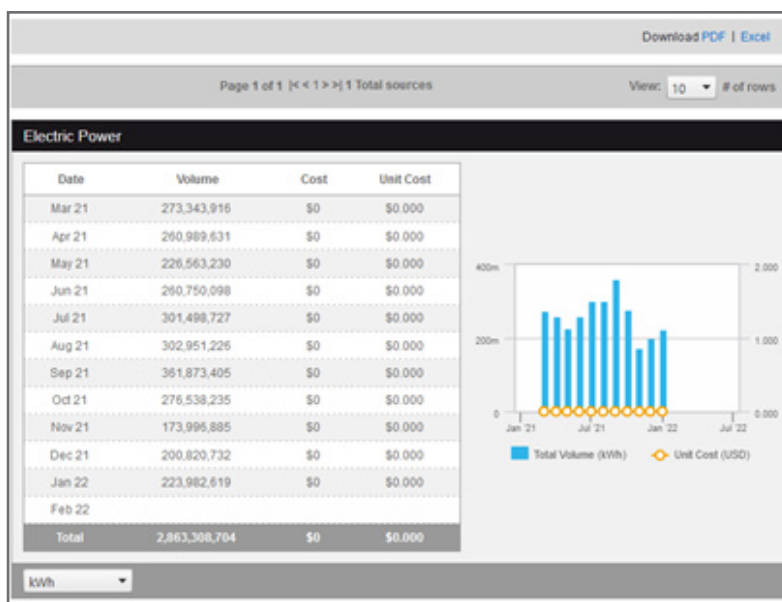 Download PDF | Excel
Page 1 of 1 |< < 1 > >| 1 Total sources
View: 10 # of rows
Electric Power
Date Volume Cost Unit Cost
Mar 21 273,343,916 $0 $0.000
Apr 21 260,989,631 $0 $0.000
May 21 226,563,230 $0 $0.000
Jun 21 260,750,098 $0 $0.000
Jul 21 301,498,727 $0 $0.000
Aug 21 302,951,226 $0 $0.000
Sep 21 361,873,405 $0 $0.000
Oct 21 276,538,235 $0 $0.000
Nov 21 173,996,885 $0 $0.000
Dec 21 200,820,732 $0 $0.000
Jan 22 223,982,619 $0 $0.000
Feb 22
Total 2,863,308,704 $0 $0.000
400m 2.000
200m 1.000
0 0.000
Jan '21 Jul '21 Jan '22 Jul '22
Total Volume (kWh) Unit Cost (USD)
kWh